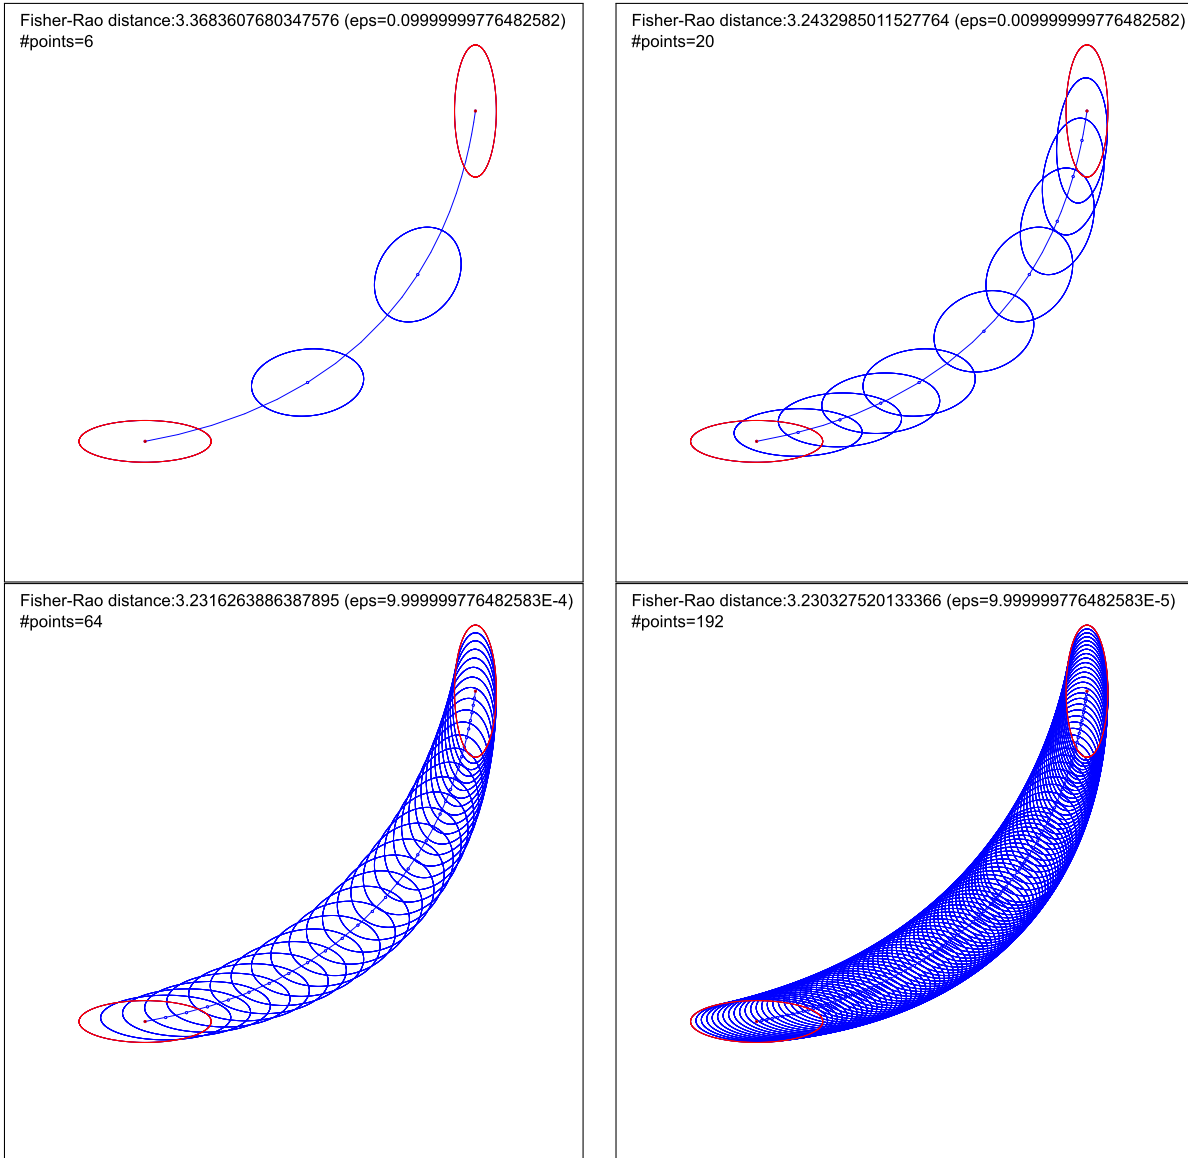 Fisher-Rao distance:3.3683607680347576 (eps=0.09999999776482582)
#points=6
Fisher-Rao distance:3.2432985011527764 (eps=0.009999999776482582)
#points=20
Fisher-Rao distance:3.2316263886387895 (eps=9.999999776482583E-4)
#points=64
Fisher-Rao distance:3.230327520133366 (eps=9.999999776482583E-5)
#points=192